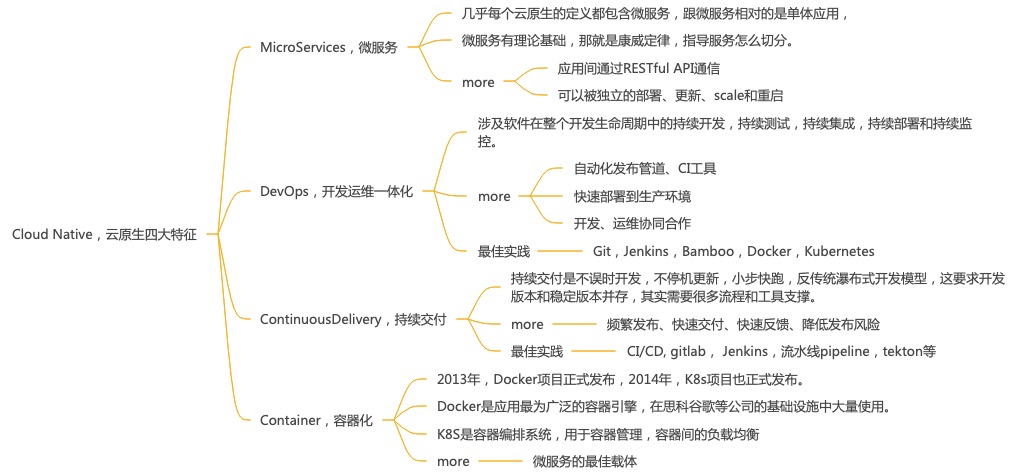 Cloud Native，云原生四大特征
MicroServices，微服务
几乎每个云原生的定义都包含微服务，跟微服务相对的是单体应用，
微服务有理论基础，那就是康威定律，指导服务怎么切分。
more
应用间通过RESTful API通信
可以被独立的部署、更新、scale和重启
DevOps，开发运维一体化
涉及软件在整个开发生命周期中的持续开发，持续测试，持续集成，持续部署和持续监
控。
more
自动化发布管道、CI工具
快速部署到生产环境
开发、运维协同合作
最佳实践
Git，Jenkins，Bamboo，Docker，Kubernetes
ContinuousDelivery，持续交付
持续交付是不误时开发，不停机更新，小步快跑，反传统瀑布式开发模型，这要求开发
版本和稳定版本并存，其实需要很多流程和工具支撑。
more
频繁发布、快速交付、快速反馈、降低发布风险
最佳实践
CI/CD, gitlab， Jenkins，流水线pipeline，tekton等
Container，容器化
2013年，Docker项目正式发布，2014年，K8s项目也正式发布。
Docker是应用最为广泛的容器引擎，在思科谷歌等公司的基础设施中大量使用。
K8S是容器编排系统，用于容器管理，容器间的负载均衡
more
微服务的最佳载体